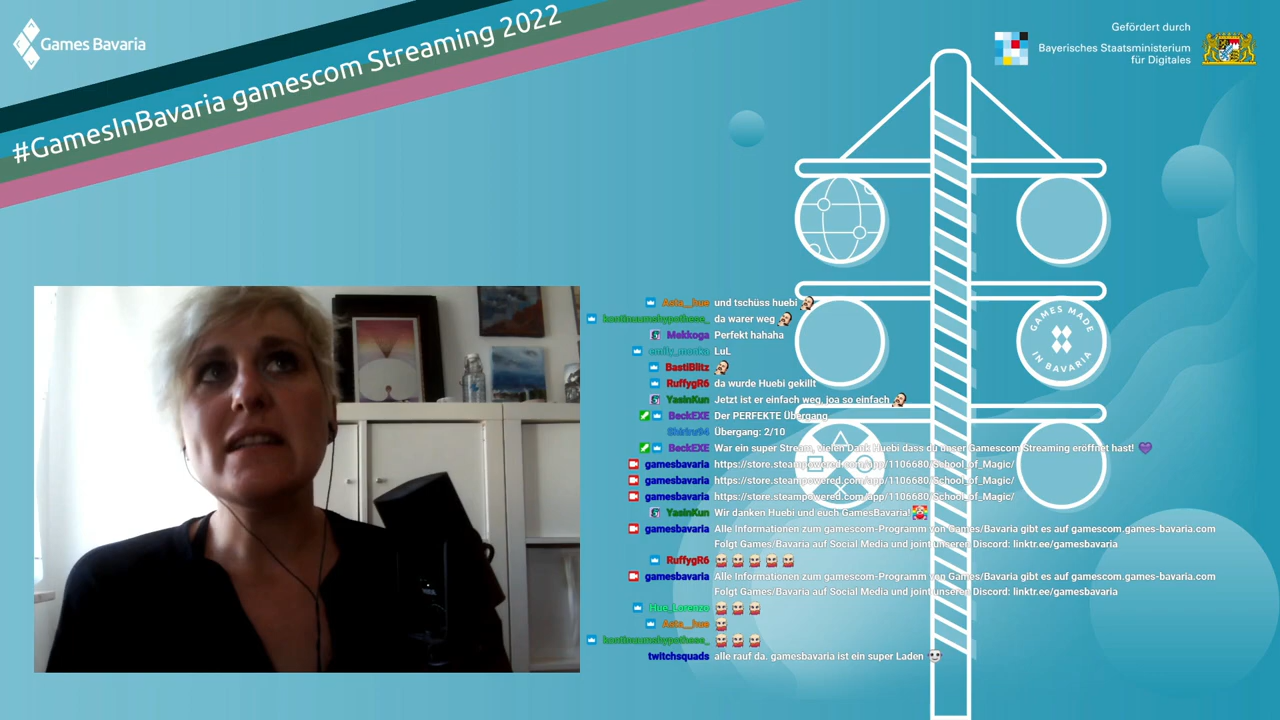 Games Bavaria
#GamesInBavaria gamescom Streaming 2022
Gefördert durch
Bayerisches Staatsministerium
für Digitales
GAMES MADE
IN BAVARIA
Asta__hue und tschüss huebi
kontinuumshypothese_ da warer weg
Mekkoga Perfekt hahaha
emily_mocka LuL
BastiBlitz
RuffygR6 da wurde Huebi gekillt
YasinKun Jetzt ist er einfach weg, joa so einfach
BeckEXE Der PERFEKTE Übergang
Übergang: 2/10
BeckEXE War ein super Stream, vielen Dank Huebi dass du unser Gamescom Streaming eröffnet hast!
gamesbavaria https://store.steampowered.com/app/1106680/School_of_Magic/
gamesbavaria https://store.steampowered.com/app/1106680/School_of_Magic/
gamesbavaria https://store.steampowered.com/app/1106680/School_of_Magic/
YasinKun Wir danken Huebi und euch GamesBavaria!
gamesbavaria Alle Informationen zum gamescom-Programm von Games/Bavaria gibt es auf gamescom.games-bavaria.com
Folgt Games/Bavaria auf Social Media und joint unseren Discord: linktr.ee/gamesbavaria
RuffygR6
gamesbavaria Alle Informationen zum gamescom-Programm von Games/Bavaria gibt es auf gamescom.games-bavaria.com
Folgt Games/Bavaria auf Social Media und joint unseren Discord: linktr.ee/gamesbavaria
Hue_Lorenzo
Asta__hue
kontinuumshypothese_
twitchsquads alle rauf da. gamesbavaria ist ein super Laden